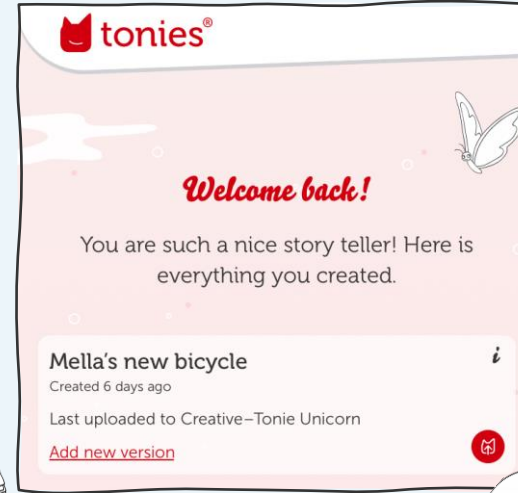 tonies®
Welcome back!
You are such a nice story teller! Here is
everything you created.
Mella's new bicycle
i
Created 6 days ago
Last uploaded to Creative–Tonie Unicorn
Add new version